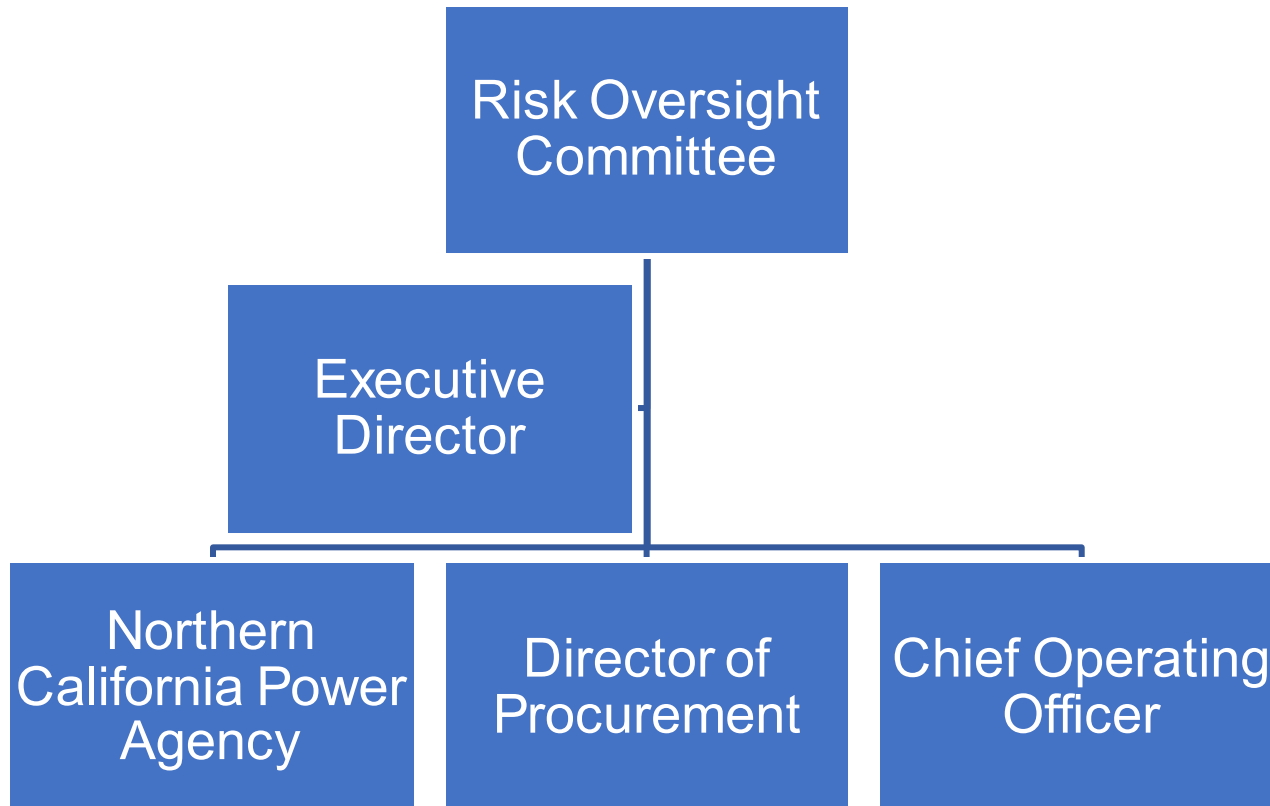 Risk Oversight
Committee
Executive
Director
Northern
California Power
Agency
Director of
Procurement
Chief Operating
Officer